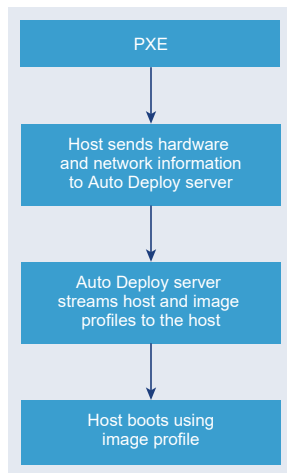 PXE
Host sends hardware
and network information
to Auto Deploy server
Auto Deploy server
streams host and image
profiles to the host
Host boots using
image profile